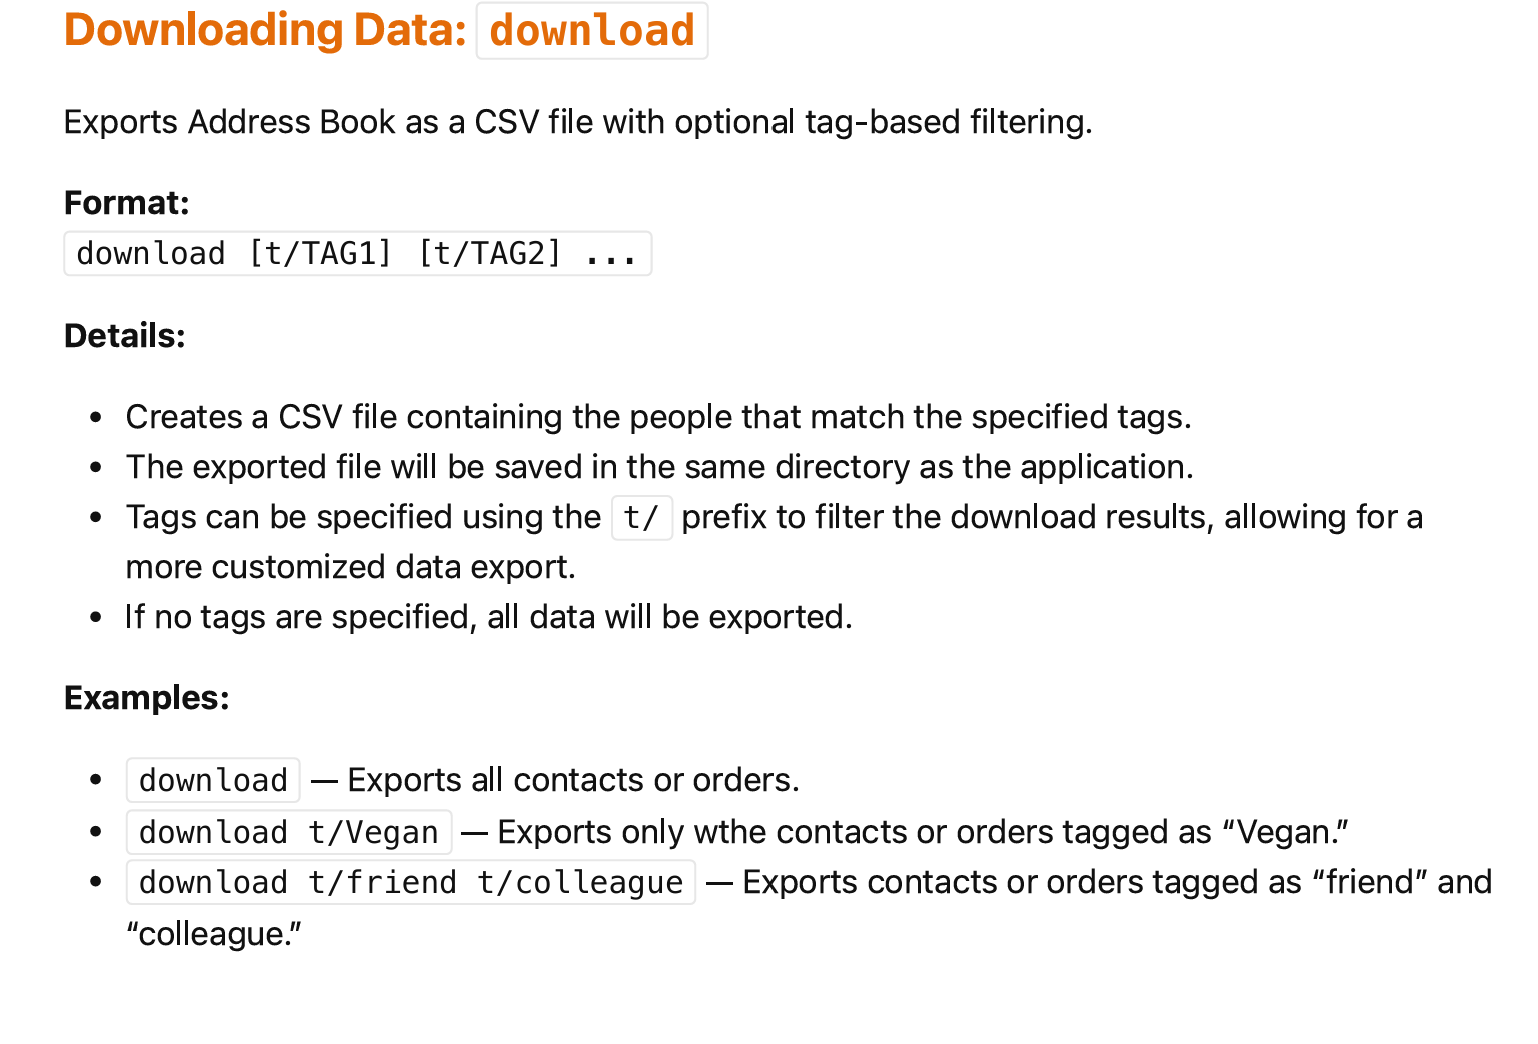 Downloading Data: download
Exports Address Book as a CSV file with optional tag-based filtering.
Format:
download [t/TAG1] [t/TAG2] ...
Details:
• Creates a CSV file containing the people that match the specified tags.
• The exported file will be saved in the same directory as the application.
• Tags can be specified using the t/ prefix to filter the download results, allowing for a
more customized data export.
• If no tags are specified, all data will be exported.
Examples:
• download — Exports all contacts or orders.
• download t/Vegan — Exports only wthe contacts or orders tagged as “Vegan.”
• download t/friend t/colleague — Exports contacts or orders tagged as “friend” and
“colleague.”